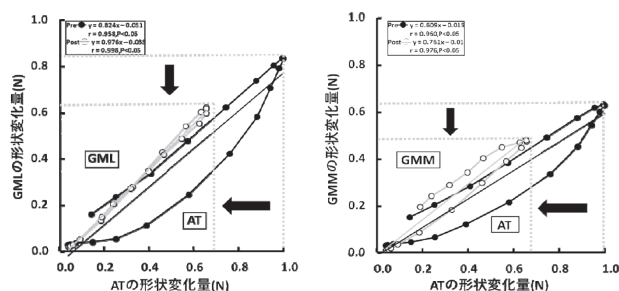 Pre y = 0.824x−0.051
r = 0.958,P<0.05
Post y = 0.976x−0.055
r = 0.998,P<0.05
GMLの形状変化量(N)
1.0
0.8
0.6
0.4
0.2
0.0
GML
AT
0.0 0.2 0.4 0.6 0.8 1.0
ATの形状変化量(N)
Pre y = 0.609x−0.019
r = 0.960,P<0.05
Post y = 0.761x−0.01
r = 0.976,P<0.05
GMMの形状変化量(N)
1.0
0.8
0.6
0.4
0.2
0.0
GMM
AT
0.0 0.2 0.4 0.6 0.8 1.0
ATの形状変化量(N)